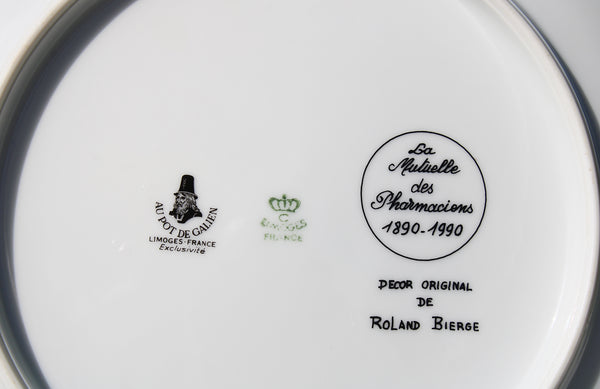 AU POT DE GALIEN
LIMOGES-FRANCE
Exclusivité
C
LIMOGES
FRANCE
La
Mutuelle
des
Pharmaciens
1890-1990
DECOR ORIGINAL
DE
ROLAND BIERGE